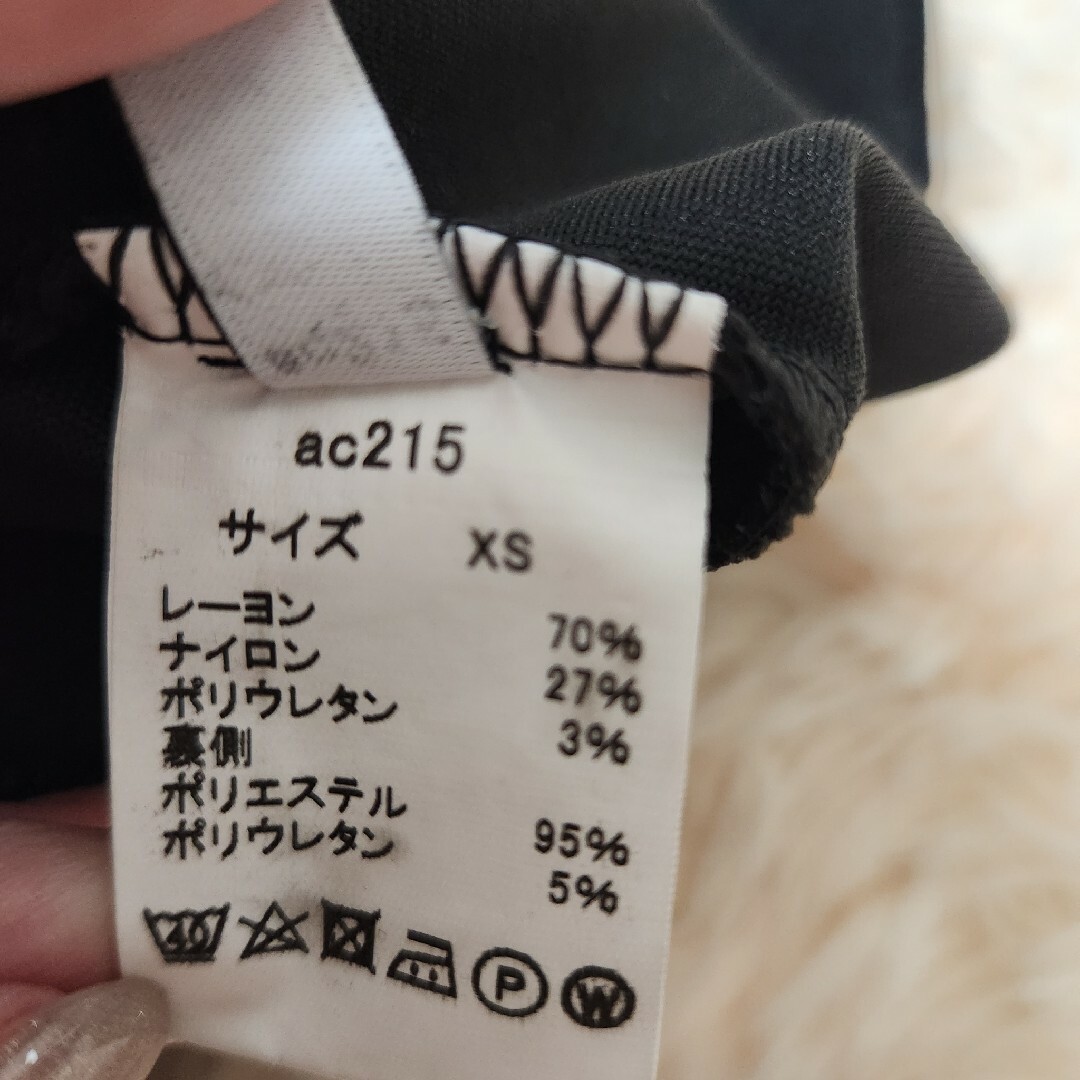 ac215
サイズ XS
レーヨン 70%
ナイロン 27%
ポリウレタン 3%
裏側
ポリエステル 95%
ポリウレタン 5%
40
P
W